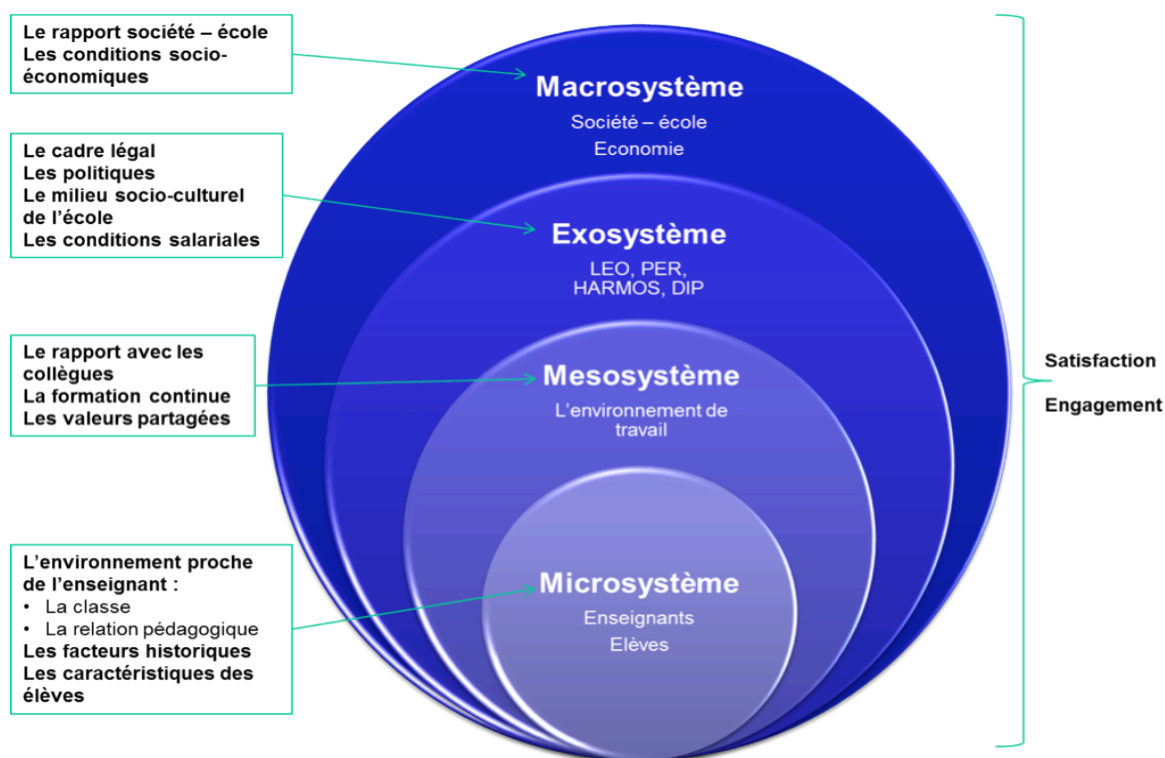 Le rapport société – école
Les conditions socio-
économiques
Le cadre légal
Les politiques
Le milieu socio-culturel
de l'école
Les conditions salariales
Le rapport avec les
collègues
La formation continue
Les valeurs partagées
L'environnement proche
de l'enseignant :
• La classe
• La relation pédagogique
Les facteurs historiques
Les caractéristiques des
élèves
Macrosystème
Société – école
Economie
Exosystème
LEO, PER,
HARMOS, DIP
Mesosystème
L'environnement de
travail
Microsystème
Enseignants
Elèves
Satisfaction
Engagement